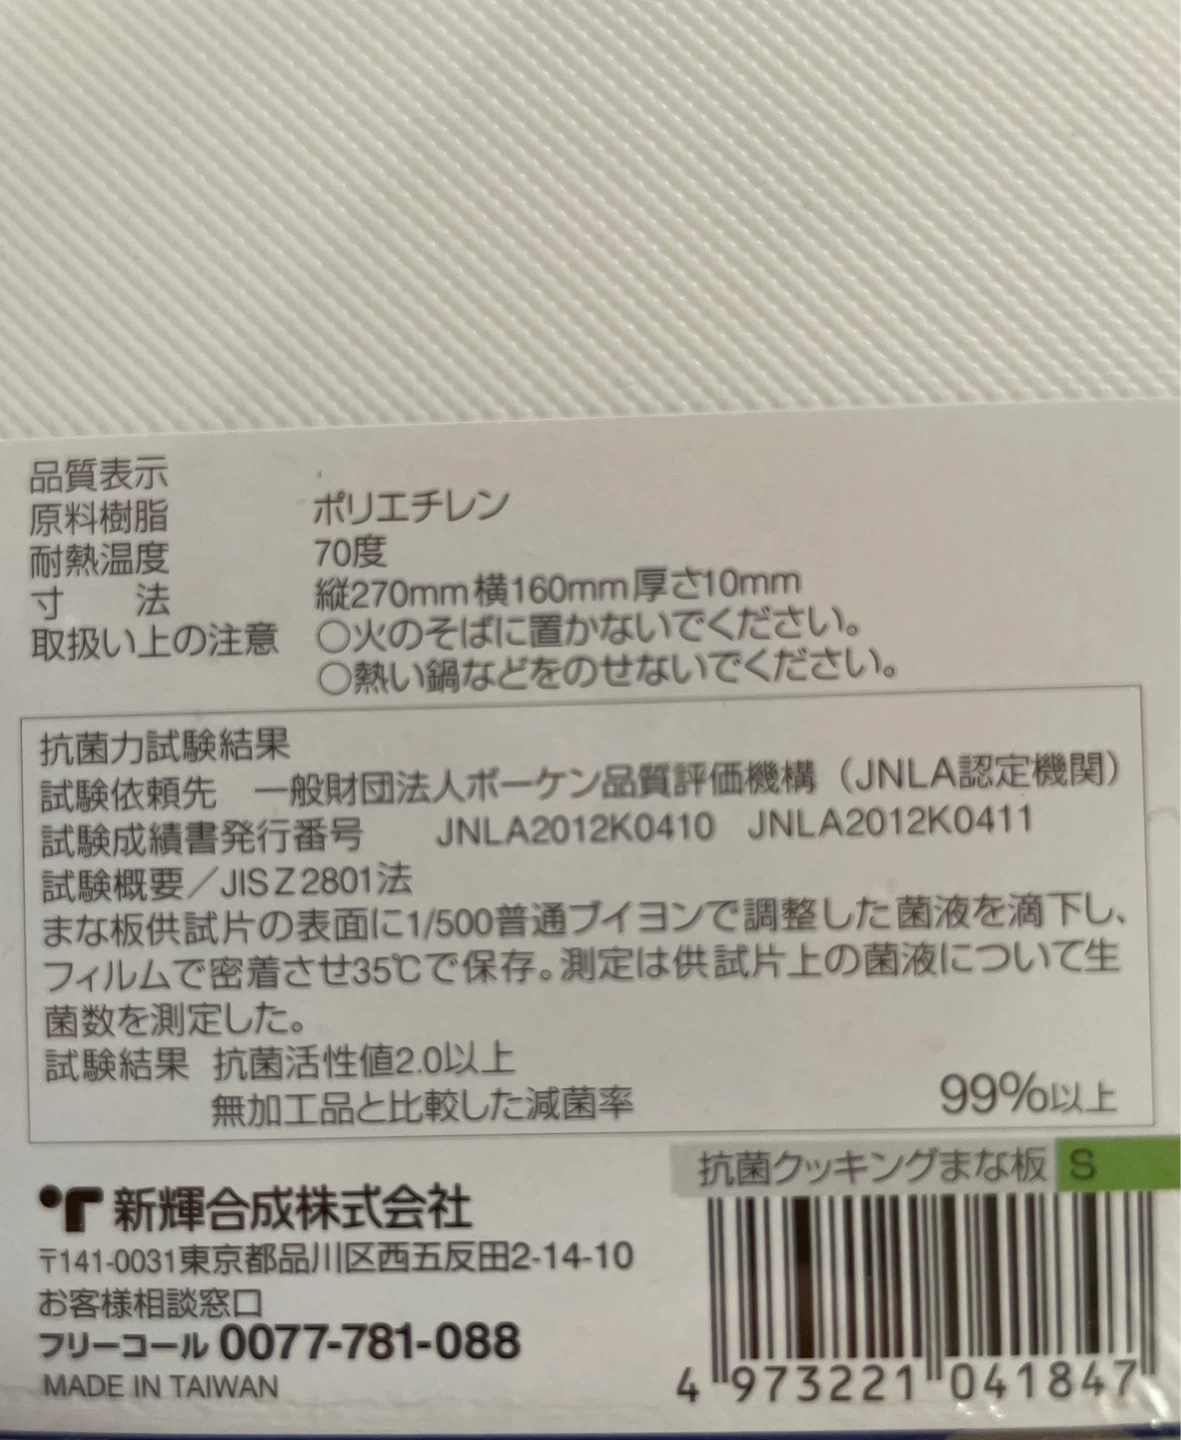 品質表示
原料樹脂 ポリエチレン
耐熱温度 70度
寸 法 縦270mm横160mm厚さ10mm
取扱い上の注意 ○火のそばに置かないでください。
○熱い鍋などをのせないでください。
抗菌力試験結果
試験依頼先 一般財団法人ボーケン品質評価機構（JNLA認定機関）
試験成績書発行番号 JNLA2012K0410 JNLA2012K0411
試験概要／JISZ2801法
まな板供試片の表面に1/500普通ブイヨンで調整した菌液を滴下し、
フィルムで密着させ35℃で保存。測定は供試片上の菌液について生
菌数を測定した。
試験結果 抗菌活性値2.0以上
無加工品と比較した減菌率 99%以上
抗菌クッキングまな板 S
新輝合成株式会社
〒141-0031東京都品川区西五反田2-14-10
お客様相談窓口
フリーコール 0077-781-088
MADE IN TAIWAN
4 973221 041847